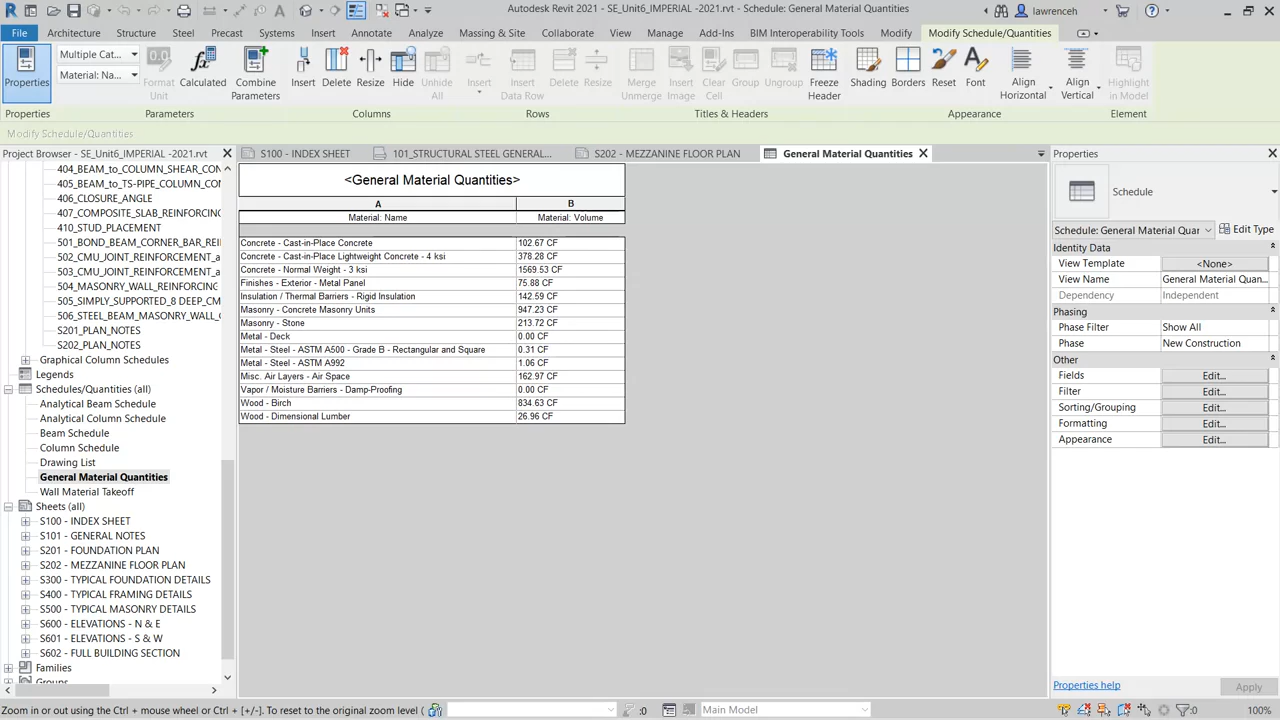 Autodesk Revit 2021 - SE_Unit6_IMPERIAL -2021.rvt - Schedule: General Material Quantities
lawrenceh
File
Architecture
Structure
Steel
Precast
Systems
Insert
Annotate
Analyze
Massing & Site
Collaborate
View
Manage
Add-Ins
BIM Interoperability Tools
Modify
Modify Schedule/Quantities
Properties
Multiple Cat...
Material: Na...
Format Unit
Calculated
Combine Parameters
Insert
Delete
Resize
Hide
Unhide All
Insert
Insert Data Row
Delete
Resize
Merge Unmerge
Insert Image
Clear Cell
Group
Ungroup
Freeze Header
Shading
Borders
Reset
Font
Align Horizontal
Align Vertical
Highlight in Model
Properties
Parameters
Columns
Rows
Titles & Headers
Appearance
Element
Modify Schedule/Quantities
Project Browser - SE_Unit6_IMPERIAL -2021.rvt
404_BEAM_to_COLUMN_SHEAR_CON
405_BEAM_to_TS-PIPE_COLUMN_CON
406_CLOSURE_ANGLE
407_COMPOSITE_SLAB_REINFORCING
410_STUD_PLACEMENT
501_BOND_BEAM_CORNER_BAR_REI
502_CMU_JOINT_REINFORCEMENT_a
503_CMU_JOINT_REINFORCEMENT_a
504_MASONRY_WALL_REINFORCING
505_SIMPLY_SUPPORTED_8 DEEP_CM
506_STEEL_BEAM_MASONRY_WALL_C
S201_PLAN_NOTES
S202_PLAN_NOTES
Graphical Column Schedules
Legends
Schedules/Quantities (all)
Analytical Beam Schedule
Analytical Column Schedule
Beam Schedule
Column Schedule
Drawing List
General Material Quantities
Wall Material Takeoff
Sheets (all)
S100 - INDEX SHEET
S101 - GENERAL NOTES
S201 - FOUNDATION PLAN
S202 - MEZZANINE FLOOR PLAN
S300 - TYPICAL FOUNDATION DETAILS
S400 - TYPICAL FRAMING DETAILS
S500 - TYPICAL MASONRY DETAILS
S600 - ELEVATIONS - N & E
S601 - ELEVATIONS - S & W
S602 - FULL BUILDING SECTION
Families
Groups
S100 - INDEX SHEET
101_STRUCTURAL STEEL GENERAL...
S202 - MEZZANINE FLOOR PLAN
General Material Quantities
<General Material Quantities>
A B
Material: Name Material: Volume
Concrete - Cast-in-Place Concrete 102.67 CF
Concrete - Cast-in-Place Lightweight Concrete - 4 ksi 378.28 CF
Concrete - Normal Weight - 3 ksi 1569.53 CF
Finishes - Exterior - Metal Panel 75.88 CF
Insulation / Thermal Barriers - Rigid Insulation 142.59 CF
Masonry - Concrete Masonry Units 947.23 CF
Masonry - Stone 213.72 CF
Metal - Deck 0.00 CF
Metal - Steel - ASTM A500 - Grade B - Rectangular and Square 0.31 CF
Metal - Steel - ASTM A992 1.06 CF
Misc. Air Layers - Air Space 162.97 CF
Vapor / Moisture Barriers - Damp-Proofing 0.00 CF
Wood - Birch 834.63 CF
Wood - Dimensional Lumber 26.96 CF
Properties
Schedule
Schedule: General Material Quar
Edit Type
Identity Data
View Template <None>
View Name General Material Quan...
Dependency Independent
Phasing
Phase Filter Show All
Phase New Construction
Other
Fields Edit...
Filter Edit...
Sorting/Grouping Edit...
Formatting Edit...
Appearance Edit...
Properties help
Apply
Zoom in or out using the Ctrl + mouse wheel or Ctrl + [+/-]. To reset to the original zoom level (
:0
Main Model
:0
100%